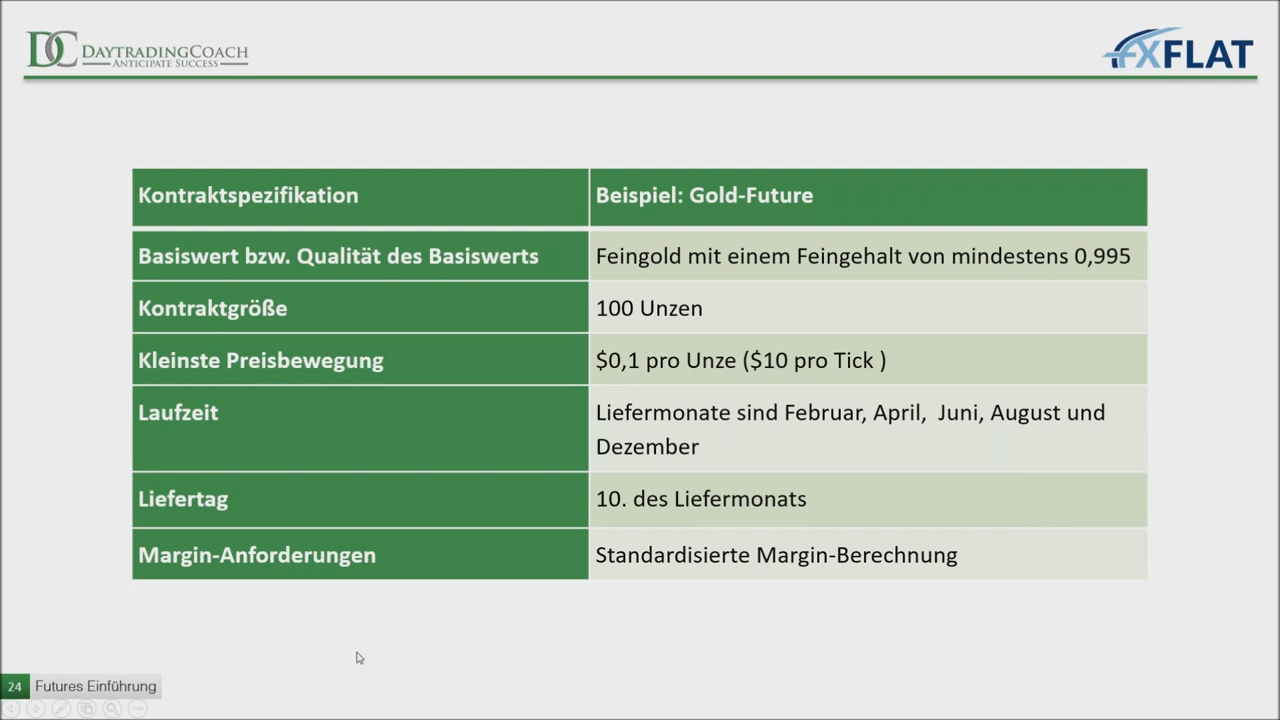 DC DAYTRADINGCOACH
ANTICIPATE SUCCESS
FXFLAT
Kontraktspezifikation
Beispiel: Gold-Future
Basiswert bzw. Qualität des Basiswerts
Feingold mit einem Feingehalt von mindestens 0,995
Kontraktgröße
100 Unzen
Kleinste Preisbewegung
$0,1 pro Unze ($10 pro Tick )
Laufzeit
Liefermonate sind Februar, April,  Juni, August und
Dezember
Liefertag
10. des Liefermonats
Margin-Anforderungen
Standardisierte Margin-Berechnung
24
Futures Einführung